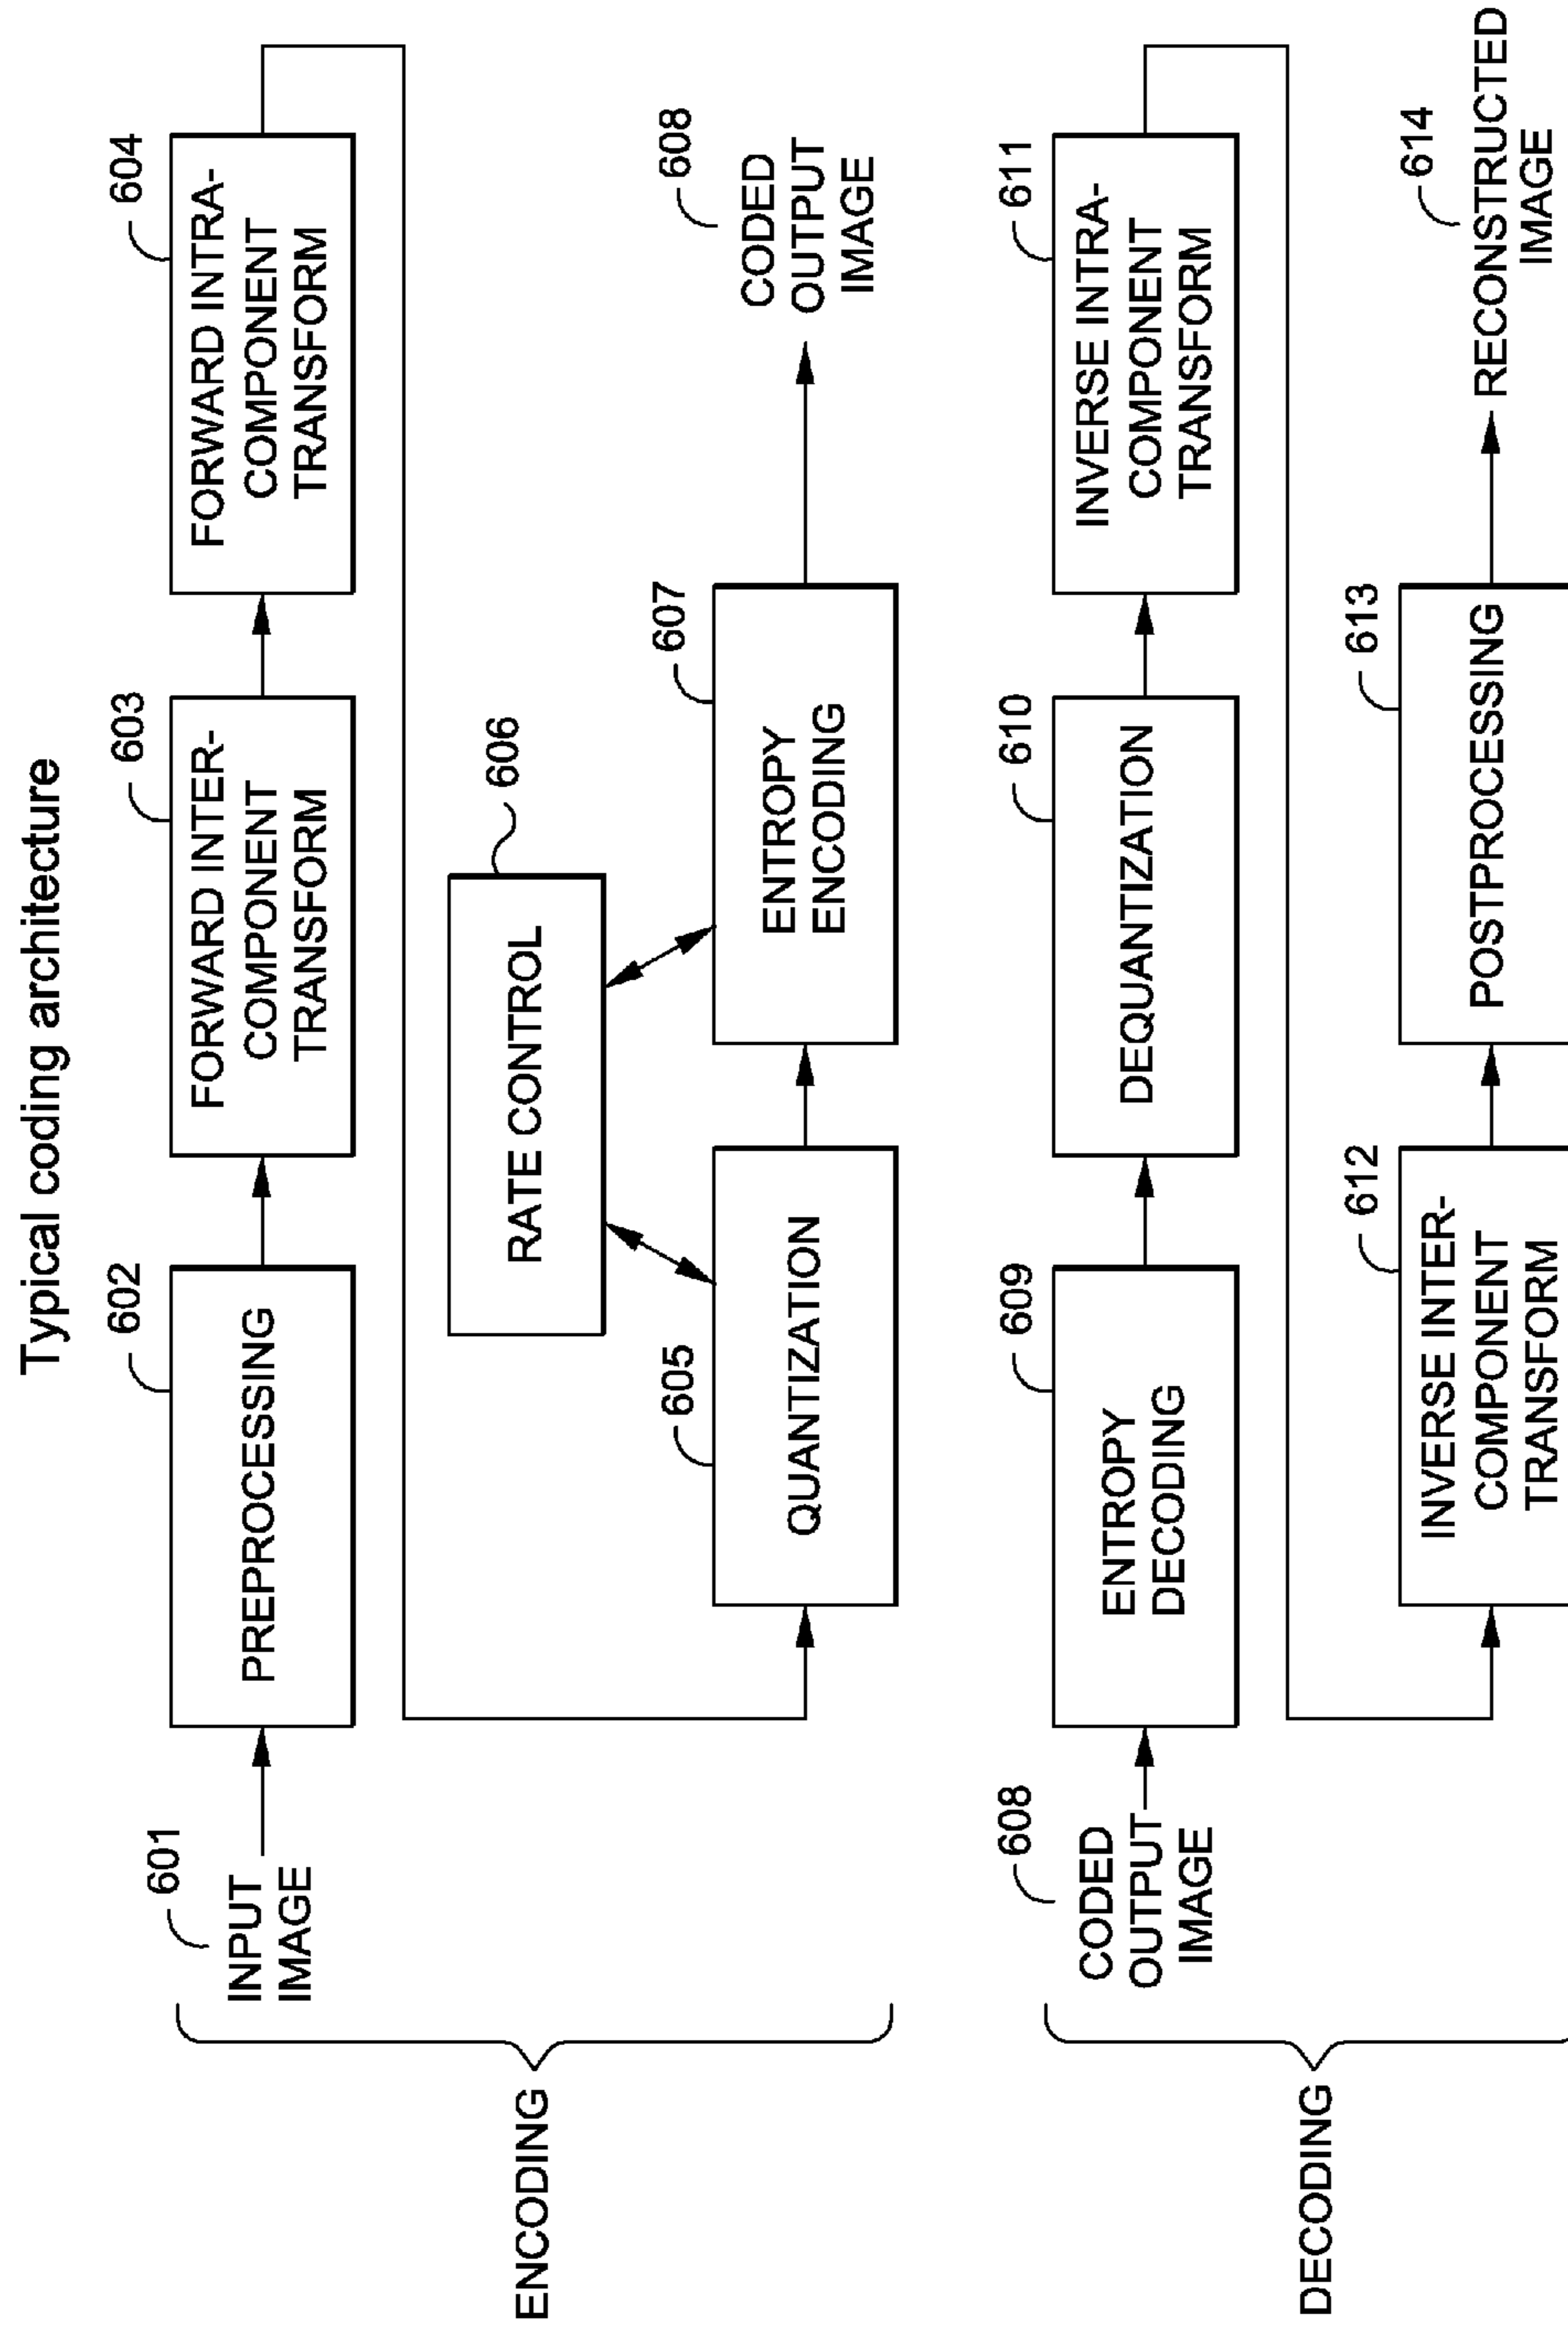 Typical coding architecture
ENCODING
601
INPUT
IMAGE
602
PREPROCESSING
603
FORWARD INTER-
COMPONENT
TRANSFORM
604
FORWARD INTRA-
COMPONENT
TRANSFORM
606
RATE CONTROL
605
QUANTIZATION
607
ENTROPY
ENCODING
608
CODED
OUTPUT
IMAGE
DECODING
608
CODED
OUTPUT
IMAGE
609
ENTROPY
DECODING
610
DEQUANTIZATION
611
INVERSE INTRA-
COMPONENT
TRANSFORM
612
INVERSE INTER-
COMPONENT
TRANSFORM
613
POSTPROCESSING
614
RECONSTRUCTED
IMAGE